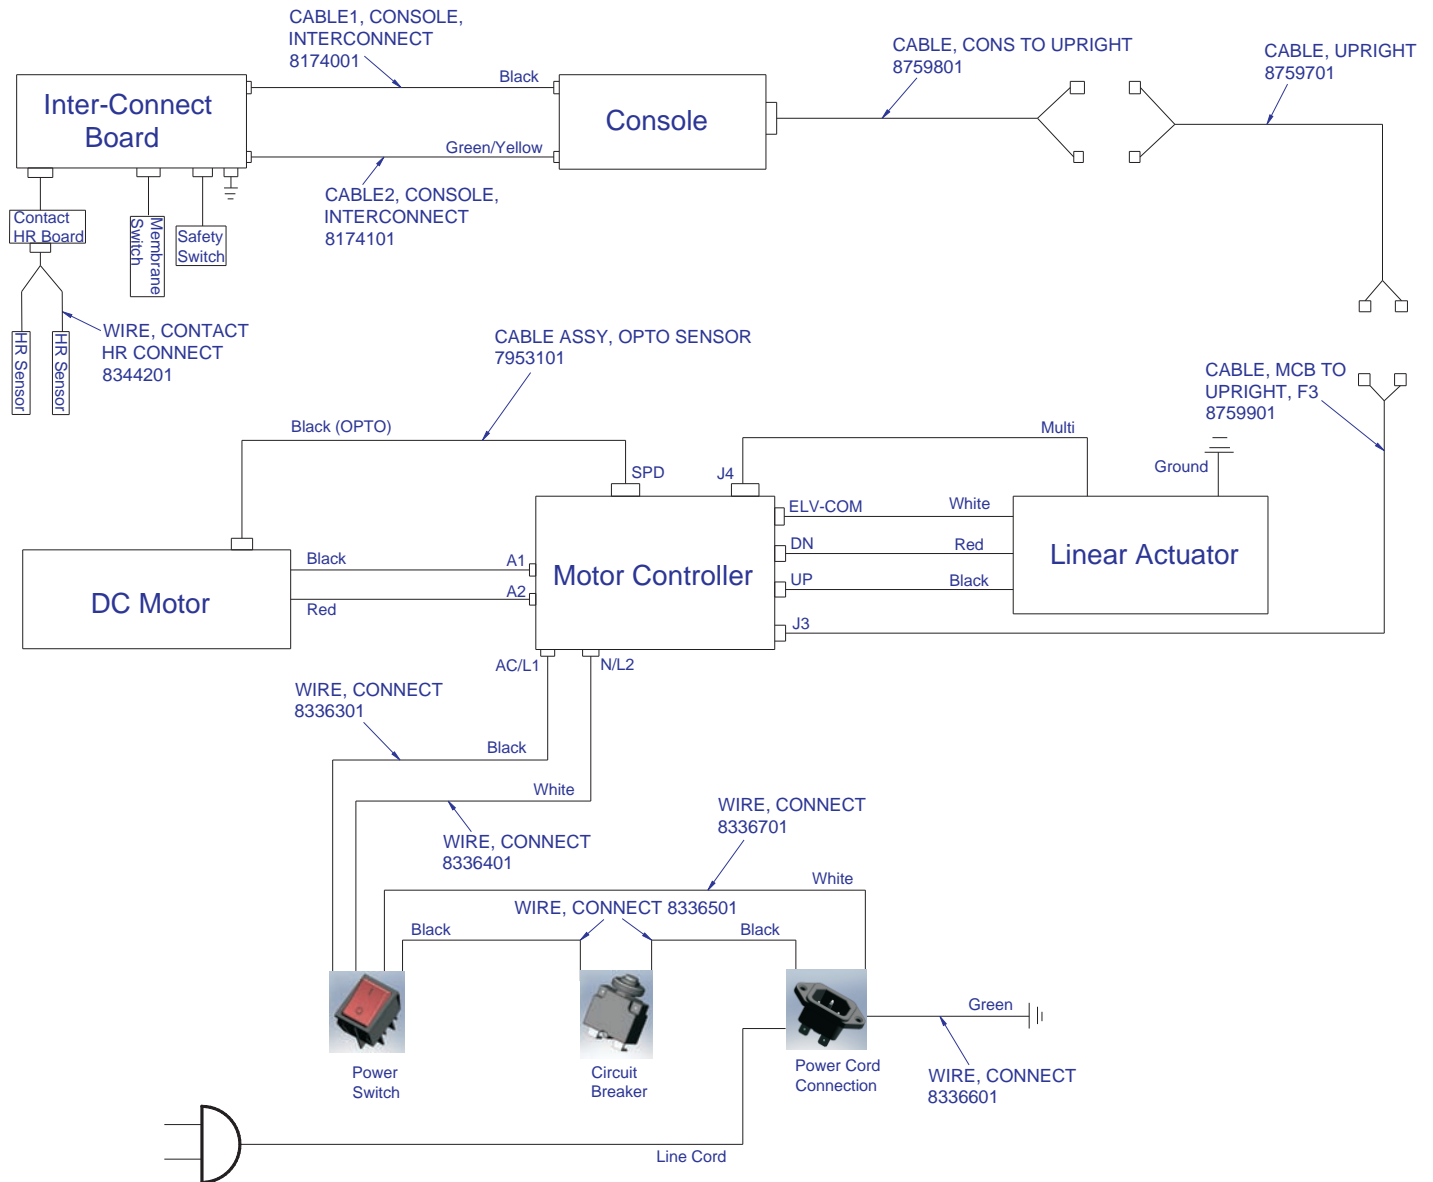 CABLE1, CONSOLE,
INTERCONNECT
8174001
Black
CABLE, CONS TO UPRIGHT
8759801
CABLE, UPRIGHT
8759701
Inter-Connect
Board
Console
Green/Yellow
CABLE2, CONSOLE,
INTERCONNECT
8174101
Contact
HR Board
Membrane
Switch
Safety
Switch
HR Sensor
HR Sensor
WIRE, CONTACT
HR CONNECT
8344201
CABLE ASSY, OPTO SENSOR
7953101
CABLE, MCB TO
UPRIGHT, F3
8759901
Black (OPTO)
SPD
J4
Multi
Ground
ELV-COM
White
DN
Red
UP
Black
J3
Linear Actuator
Motor Controller
DC Motor
Black
A1
Red
A2
AC/L1
N/L2
WIRE, CONNECT
8336301
Black
White
WIRE, CONNECT
8336401
WIRE, CONNECT
8336701
White
WIRE, CONNECT 8336501
Black
Black
Green
Power
Switch
Circuit
Breaker
Power Cord
Connection
WIRE, CONNECT
8336601
Line Cord